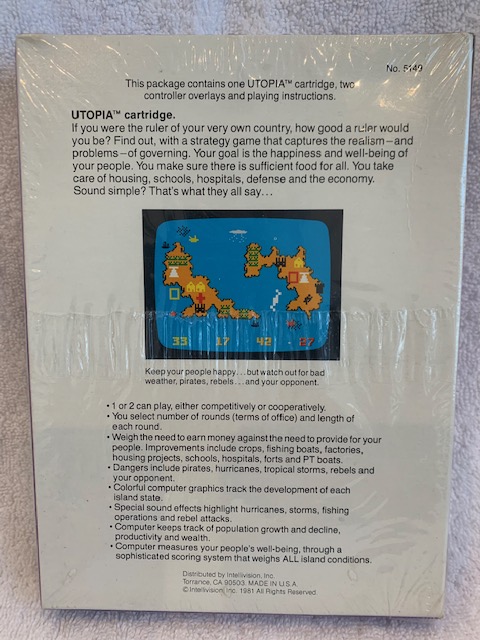 No. 5149
This package contains one UTOPIA™ cartridge, two
controller overlays and playing instructions.
UTOPIA™ cartridge.
If you were the ruler of your very own country, how good a ruler would
you be? Find out, with a strategy game that captures the realism—and
problems—of governing. Your goal is the happiness and well-being of
your people. You make sure there is sufficient food for all. You take
care of housing, schools, hospitals, defense and the economy.
Sound simple? That's what they all say...
33 17 42 27
Keep your people happy...but watch out for bad
weather, pirates, rebels...and your opponent.
• 1 or 2 can play, either competitively or cooperatively.
• You select number of rounds (terms of office) and length of
each round.
• Weigh the need to earn money against the need to provide for your
people. Improvements include crops, fishing boats, factories,
housing projects, schools, hospitals, forts and PT boats.
• Dangers include pirates, hurricanes, tropical storms, rebels and
your opponent.
• Colorful computer graphics track the development of each
island state.
• Special sound effects highlight hurricanes, storms, fishing
operations and rebel attacks.
• Computer keeps track of population growth and decline,
productivity and wealth.
• Computer measures your people's well-being, through a
sophisticated scoring system that weighs ALL island conditions.
Distributed by Intellivision, Inc.
Torrance, CA 90503. MADE IN U.S.A.
© Intellivision, Inc. 1981 All Rights Reserved